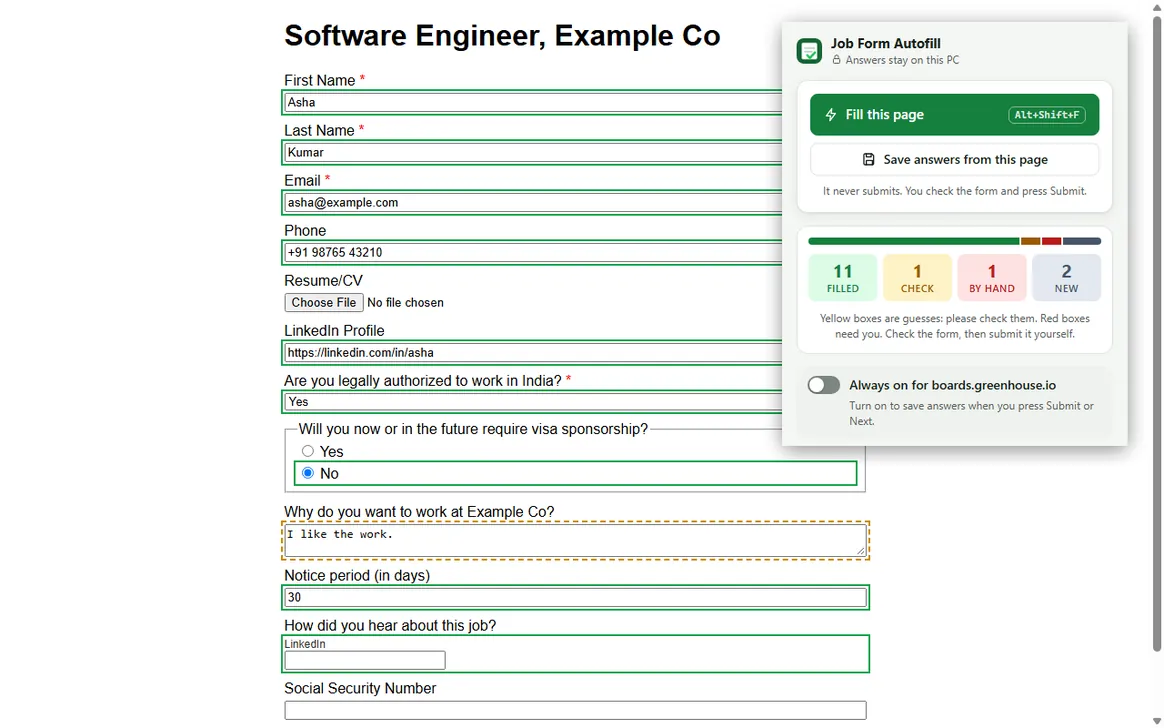 Software Engineer, Example Co
First Name *
Asha
Last Name *
Kumar
Email *
asha@example.com
Phone
+91 98765 43210
Resume/CV
Choose File No file chosen
LinkedIn Profile
https://linkedin.com/in/asha
Are you legally authorized to work in India? *
Yes
Will you now or in the future require visa sponsorship?
Yes
No
Why do you want to work at Example Co?
I like the work.
Notice period (in days)
30
How did you hear about this job?
LinkedIn
Social Security Number
Job Form Autofill
Answers stay on this PC
Fill this page Alt+Shift+F
Save answers from this page
It never submits. You check the form and press Submit.
11 1 1 2
FILLED CHECK BY HAND NEW
Yellow boxes are guesses: please check them. Red boxes
need you. Check the form, then submit it yourself.
Always on for boards.greenhouse.io
Turn on to save answers when you press Submit or
Next.